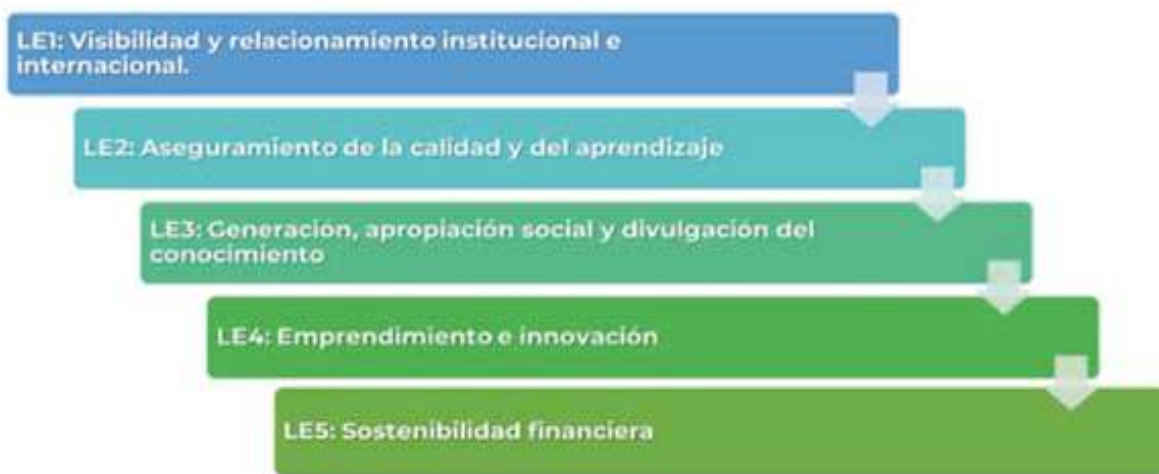 LE1: Visibilidad y relacionamiento institucional e
internacional.
LE2: Aseguramiento de la calidad y del aprendizaje
LE3: Generación, apropiación social y divulgación del
conocimiento
LE4: Emprendimiento e innovación
LE5: Sostenibilidad financiera